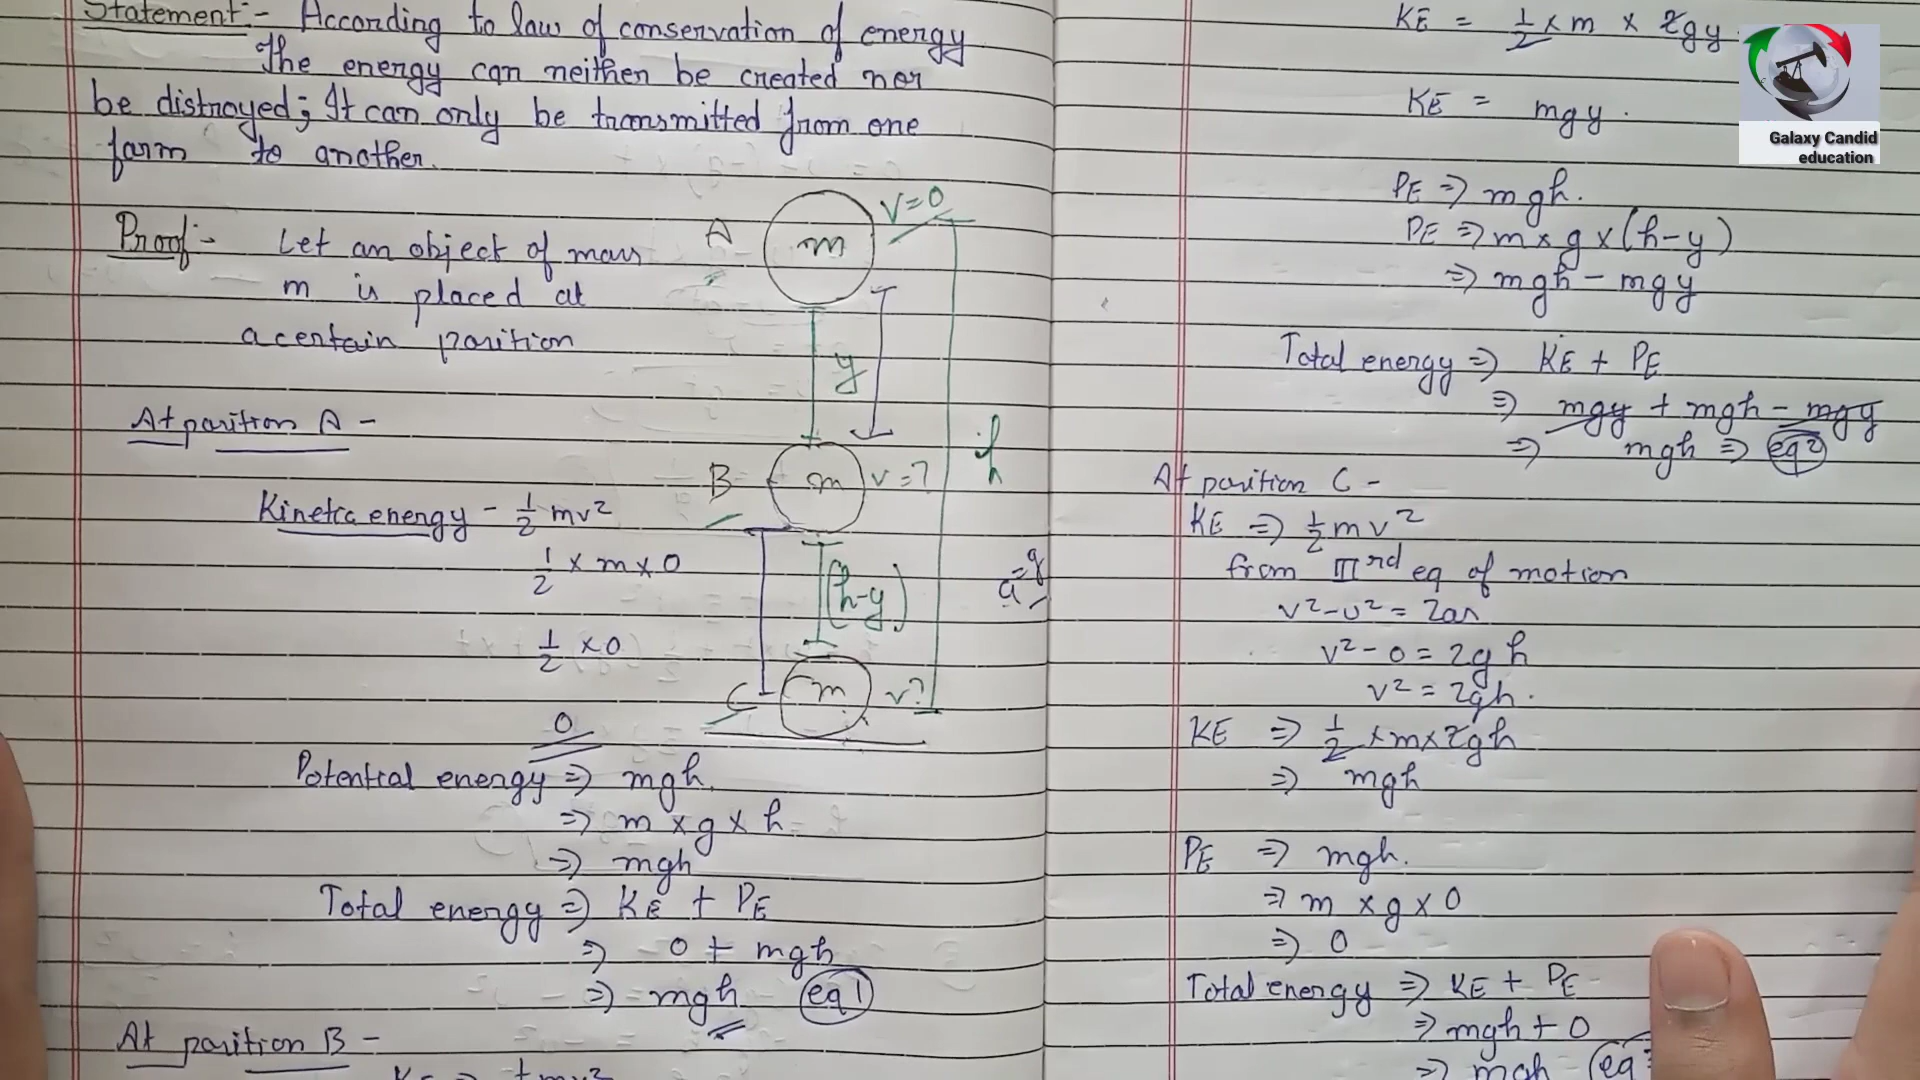 Statement:- According to law of conservation of energy
The energy can neither be created nor
be distroyed; It can only be transmitted from one
farm to another.
Proof:- Let an object of mass
m is placed at
a certain position
A m v=0
y
B m v=?
h
(h-y)
a=g
C m v?
At position A -
Kinetic energy - 1/2 mv²
1/2 × m × 0
1/2 × 0
0
Potential energy ⇒ mgh.
⇒ m × g × h
⇒ mgh
Total energy ⇒ KE + PE
⇒ 0 + mgh
⇒ mgh eq1
At position B -
1/2 mv²
KE = 1/2 × m × 2gy
KE = mgy.
PE ⇒ mgh.
PE ⇒ m × g × (h-y)
⇒ mgh - mgy
Total energy ⇒ KE + PE
⇒ mgy + mgh - mgy
⇒ mgh ⇒ eq2
At position C -
KE ⇒ 1/2 mv²
from IIIrd eq of motion
v²-u² = 2as
v² - 0 = 2gh
v² = 2gh.
KE ⇒ 1/2 × m × 2gh
⇒ mgh
PE ⇒ mgh.
⇒ m × g × 0
⇒ 0
Total energy ⇒ KE + PE
⇒ mgh + 0
⇒ mgh eq
Galaxy Candid
education